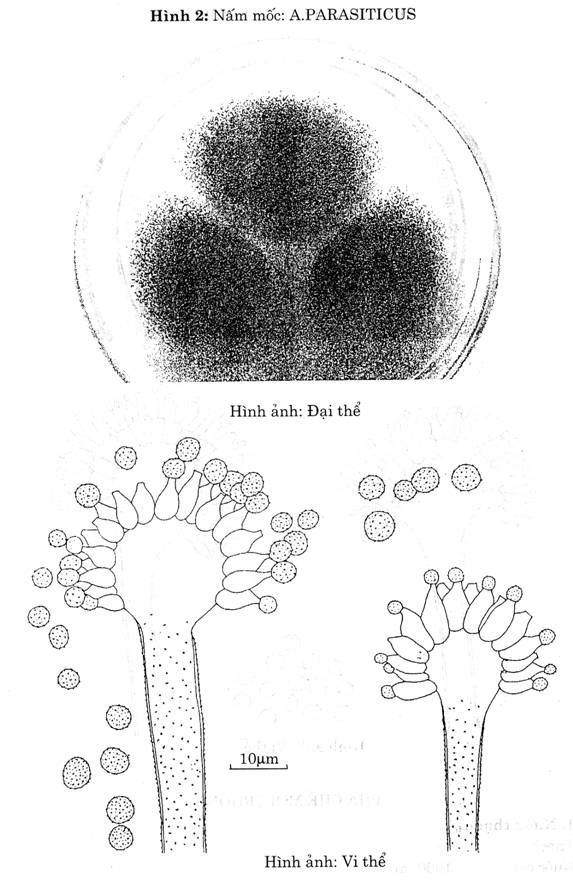 Hình 2: Nấm mốc: A.PARASITICUS
Hình ảnh: Đại thể
10µm
Hình ảnh: Vi thể